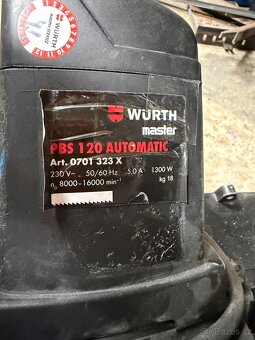 WÜRTH
master
PBS 120 AUTOMATIC
Art. 0701 323 X
230 V~ 50/60 Hz 5,0 A 1300 W
n₀ 8000-16000 min⁻¹ kg 18